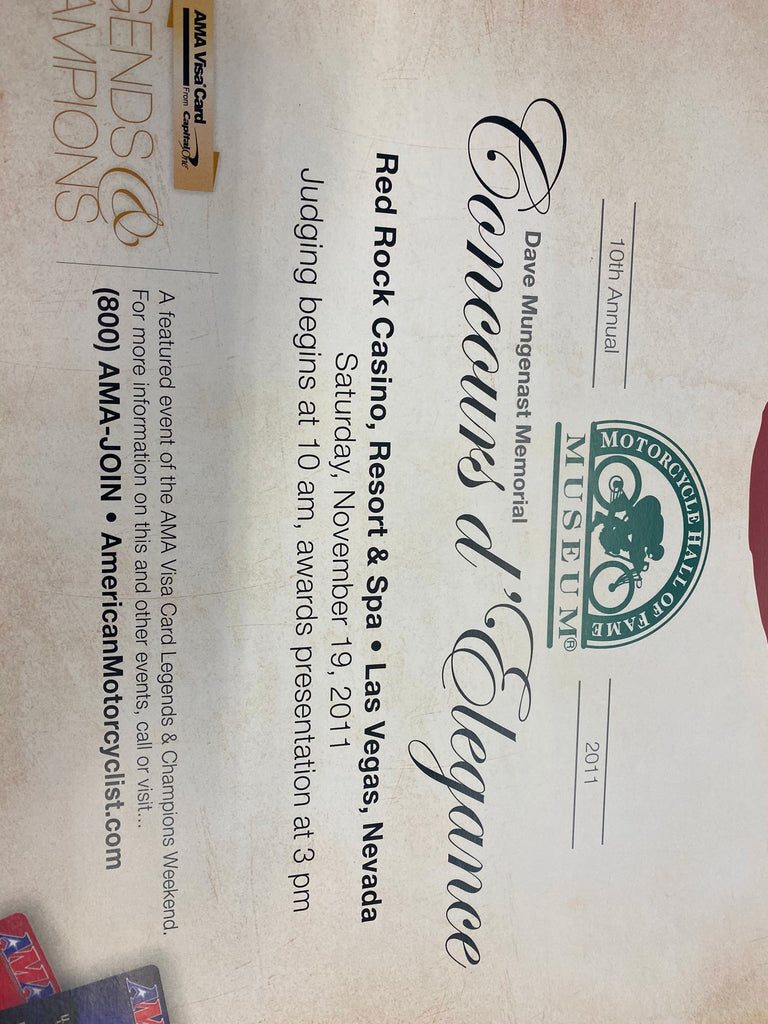 10th Annual
MOTORCYCLE HALL OF FAME
MUSEUM®
2011
Dave Mungenast Memorial
Concours d'Elegance
Red Rock Casino, Resort & Spa • Las Vegas, Nevada
Saturday, November 19, 2011
Judging begins at 10 am, awards presentation at 3 pm
AMA Visa® Card
From Capital One®
GENDS &
AMPIONS
A featured event of the AMA Visa Card Legends & Champions Weekend.
For more information on this and other events, call or visit...
(800) AMA-JOIN • AmericanMotorcyclist.com
AMA
AM